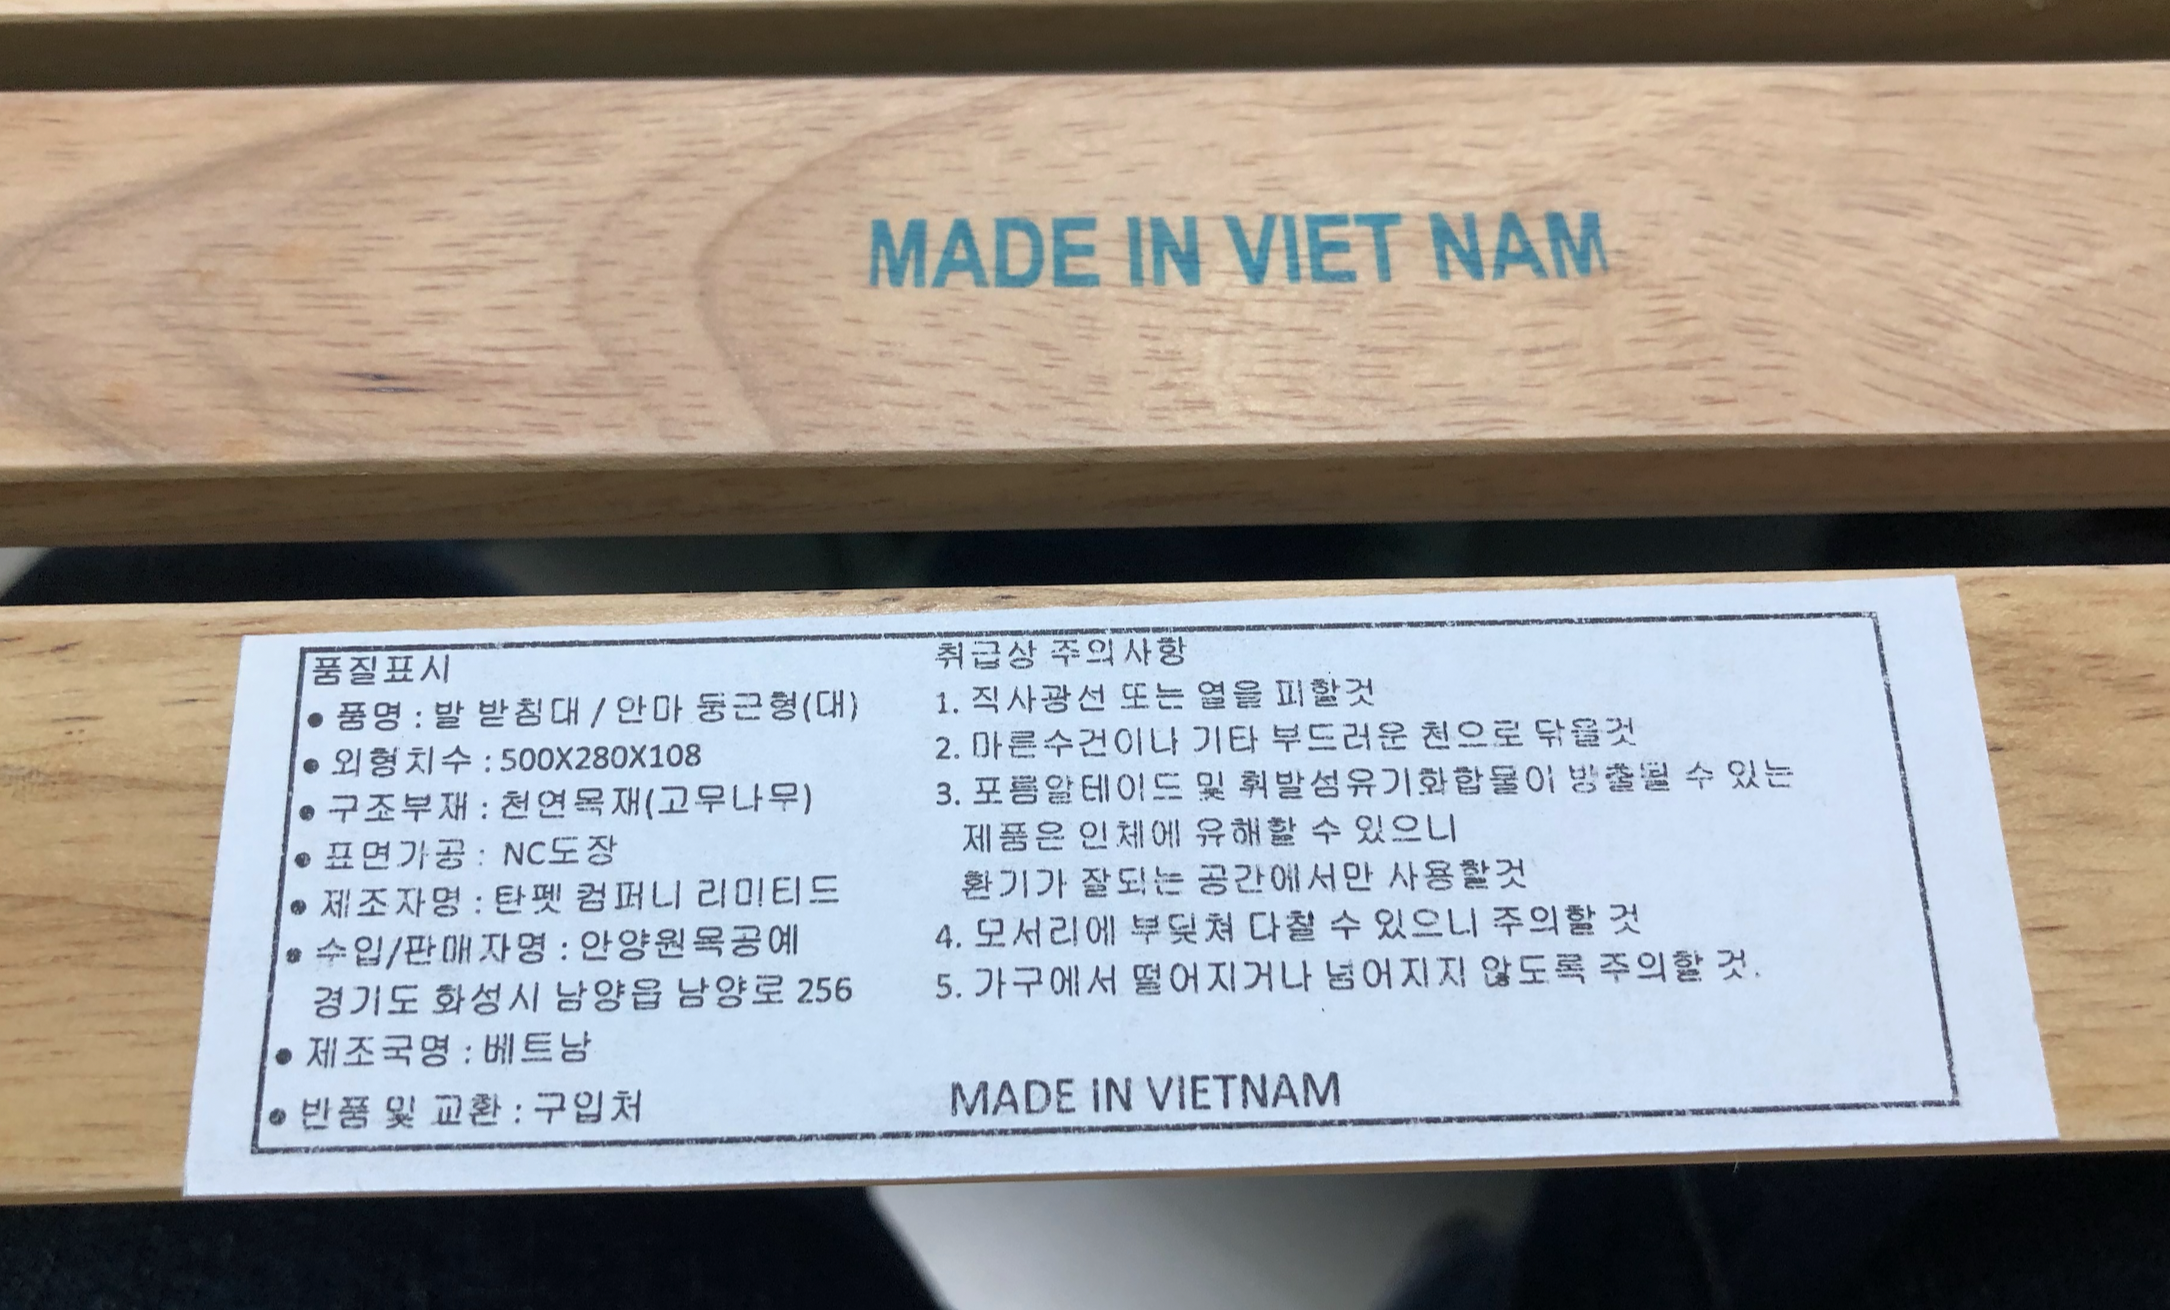 MADE IN VIET NAM
품질표시
• 품명 : 발 받침대 / 안마 둥근형(대)
• 외형치수 : 500X280X108
• 구조부재 : 천연목재(고무나무)
• 표면가공 : NC도장
• 제조자명 : 탄펫 컴퍼니 리미티드
• 수입/판매자명 : 안양원목공예
경기도 화성시 남양읍 남양로 256
• 제조국명 : 베트남
• 반품 및 교환 : 구입처
취급상 주의사항
1. 직사광선 또는 열을 피할것
2. 마른수건이나 기타 부드러운 천으로 닦을것
3. 포름알테이드 및 휘발성유기화합물이 방출될 수 있는
제품은 인체에 유해할 수 있으니
환기가 잘되는 공간에서만 사용할것
4. 모서리에 부딪쳐 다칠 수 있으니 주의할 것
5. 가구에서 떨어지거나 넘어지지 않도록 주의할 것.
MADE IN VIETNAM